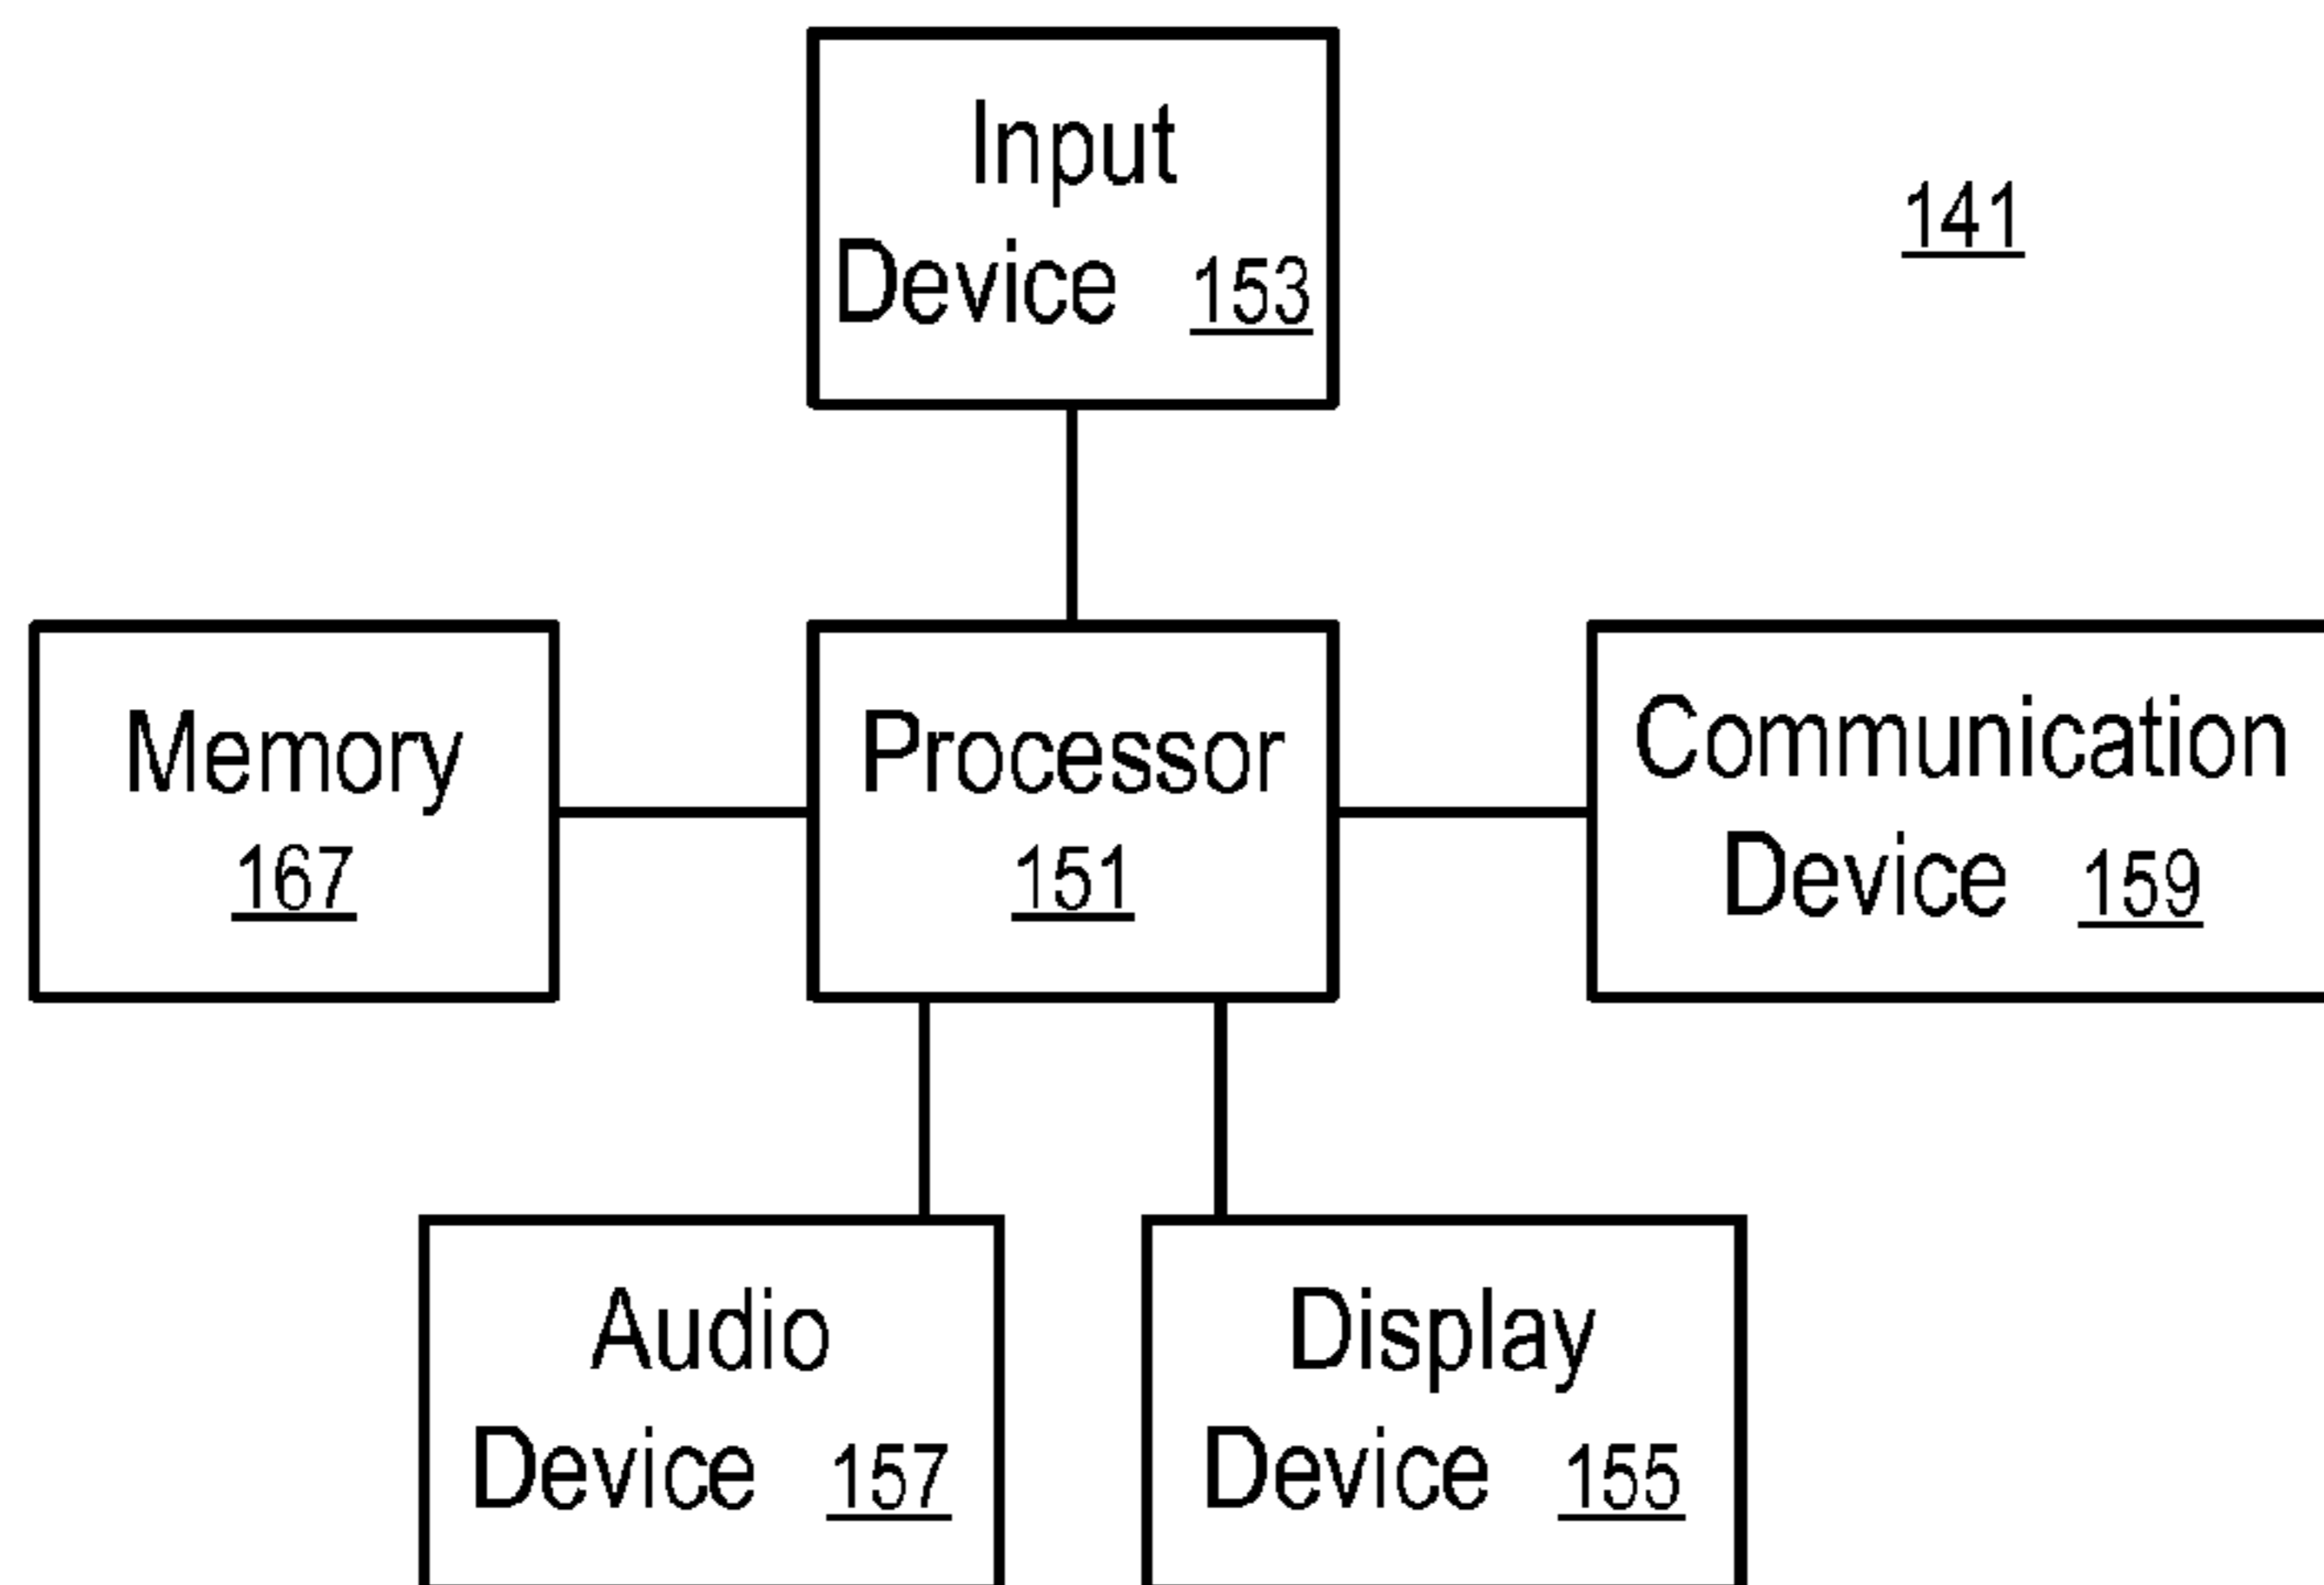 Input
Device 153
141
Memory
167
Processor
151
Communication
Device 159
Audio
Device 157
Display
Device 155